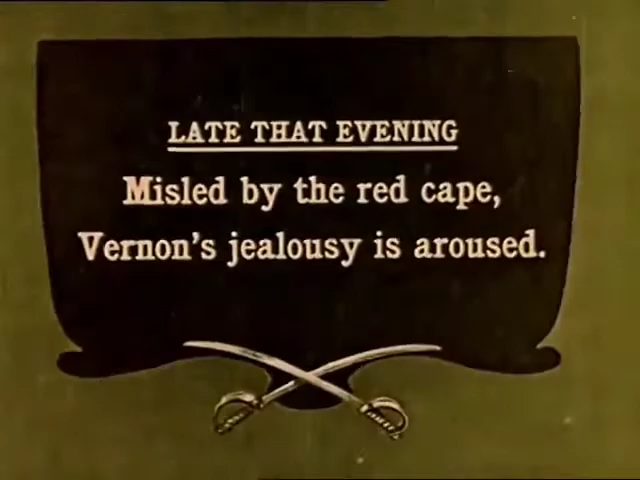 LATE THAT EVENING
Misled by the red cape,
Vernon's jealousy is aroused.